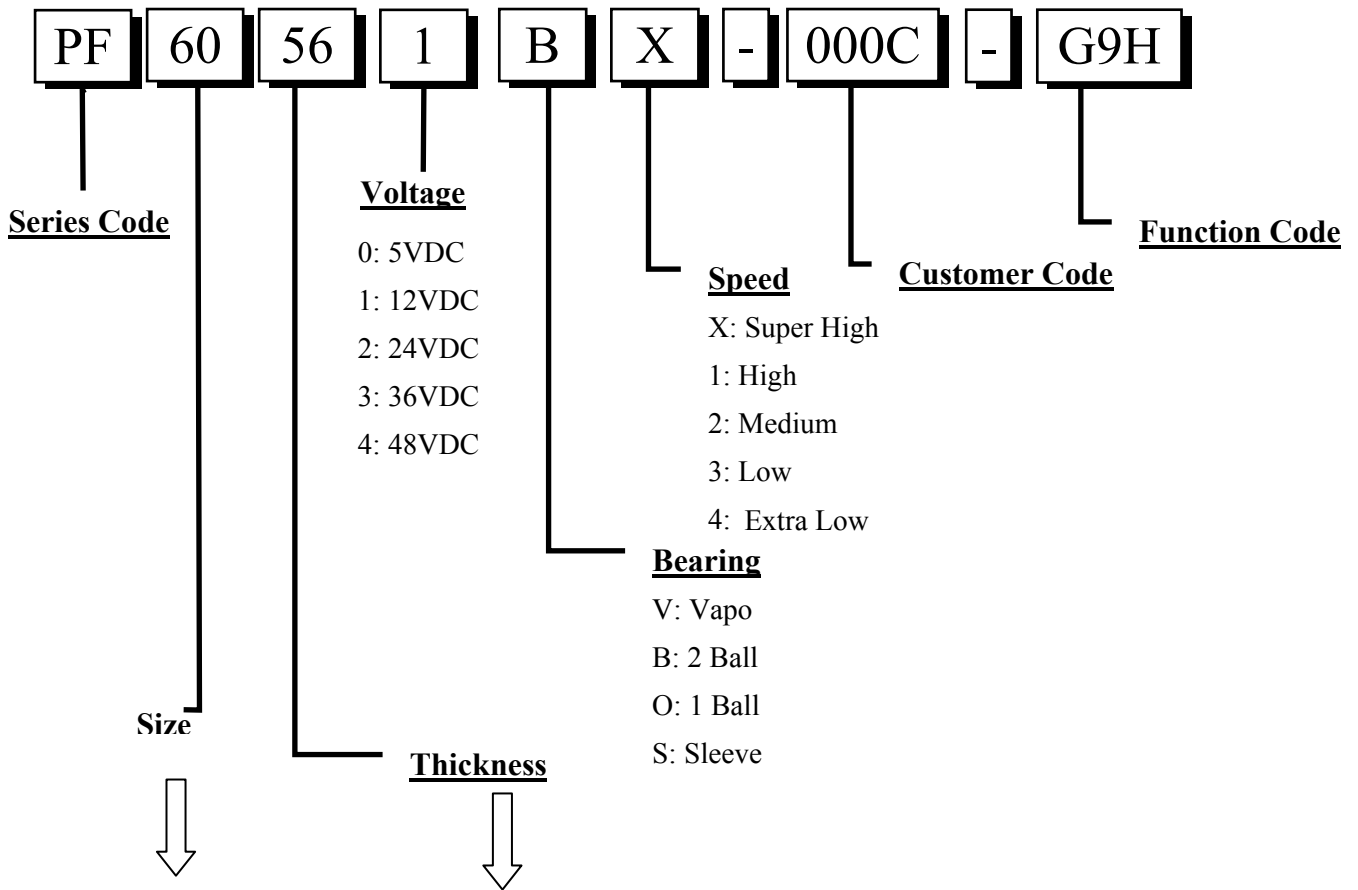 PF 60 56 1 B X - 000C - G9H
Series Code
Voltage
0: 5VDC
1: 12VDC
2: 24VDC
3: 36VDC
4: 48VDC
Function Code
Customer Code
Speed
X: Super High
1: High
2: Medium
3: Low
4: Extra Low
Bearing
V: Vapo
B: 2 Ball
O: 1 Ball
S: Sleeve
Size
Thickness